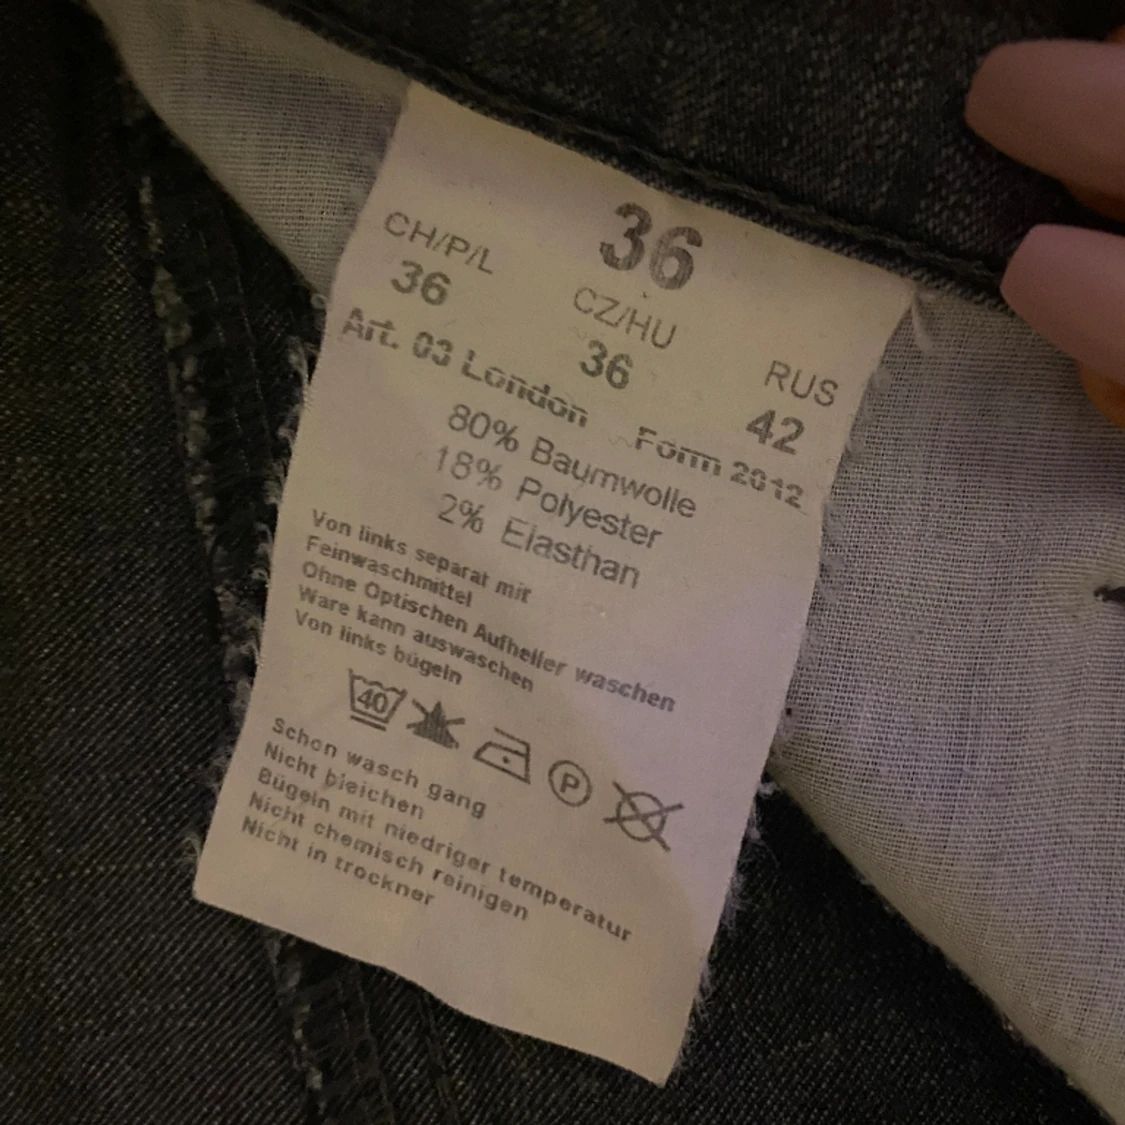 36
CH/P/L CZ/HU RUS
36 36 42
Art. 03 London Form 2012
80% Baumwolle
18% Polyester
2% Elasthan
Von links separat mit
Feinwaschmittel
Ohne Optischen Aufheller waschen
Ware kann auswaschen
Von links bügeln
40 P
Schon wasch gang
Nicht bleichen
Bügeln mit niedriger temperatur
Nicht chemisch reinigen
Nicht in trockner